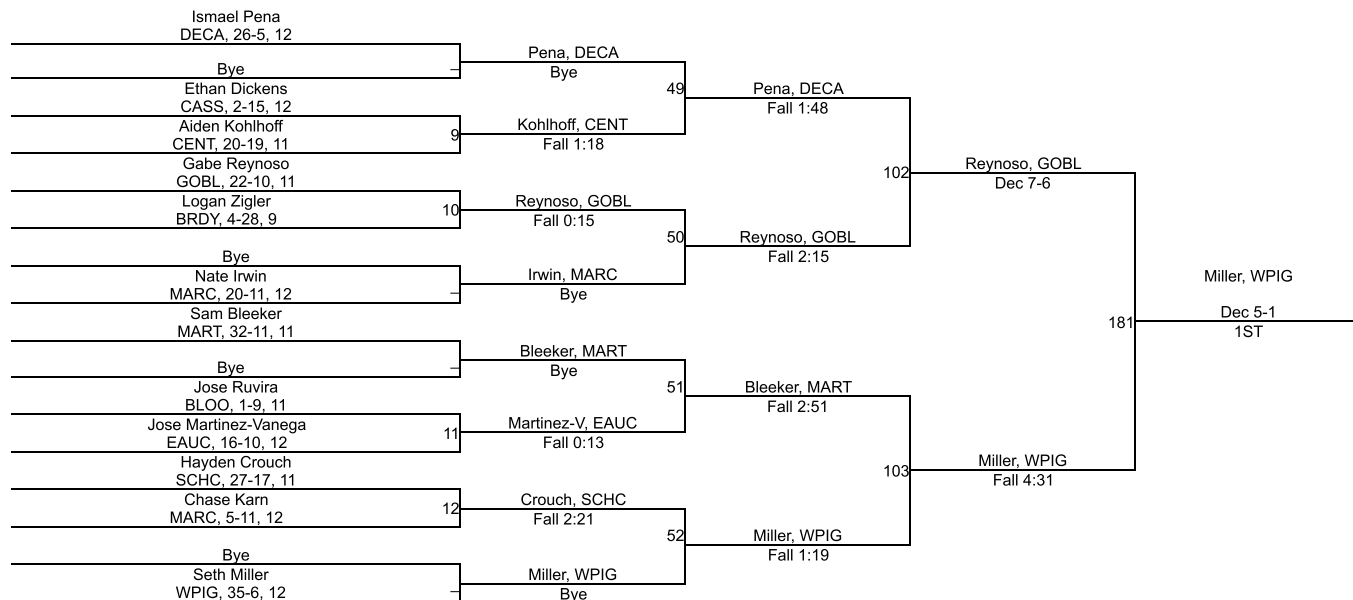 Ismael Pena
DECA, 26-5, 12
Bye
–
Ethan Dickens
CASS, 2-15, 12
Aiden Kohlhoff
CENT, 20-19, 11
9
Gabe Reynoso
GOBL, 22-10, 11
Logan Zigler
BRDY, 4-28, 9
10
Bye
Nate Irwin
MARC, 20-11, 12
–
Sam Bleeker
MART, 32-11, 11
Bye
–
Jose Ruvira
BLOO, 1-9, 11
Jose Martinez-Vanega
EAUC, 16-10, 12
11
Hayden Crouch
SCHC, 27-17, 11
Chase Karn
MARC, 5-11, 12
12
Bye
Seth Miller
WPIG, 35-6, 12
–
Pena, DECA
Bye
49
Kohlhoff, CENT
Fall 1:18
Reynoso, GOBL
Fall 0:15
50
Irwin, MARC
Bye
Bleeker, MART
Bye
51
Martinez-V, EAUC
Fall 0:13
Crouch, SCHC
Fall 2:21
52
Miller, WPIG
Bye
Pena, DECA
Fall 1:48
102
Reynoso, GOBL
Fall 2:15
Bleeker, MART
Fall 2:51
103
Miller, WPIG
Fall 1:19
Reynoso, GOBL
Dec 7-6
181
Miller, WPIG
Fall 4:31
Miller, WPIG
Dec 5-1
1ST